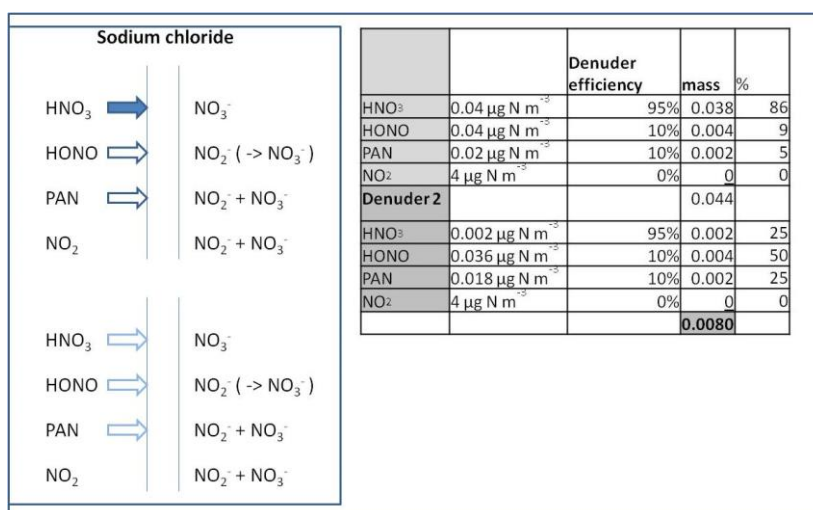 Sodium chloride
HNO₃ NO₃⁻
HONO NO₂⁻ ( -> NO₃⁻ )
PAN NO₂⁻ + NO₃⁻
NO₂ NO₂⁻ + NO₃⁻
HNO₃ NO₃⁻
HONO NO₂⁻ ( -> NO₃⁻ )
PAN NO₂⁻ + NO₃⁻
NO₂ NO₂⁻ + NO₃⁻
Denuder
efficiency mass %
HNO3 0.04 µg N m⁻³ 95% 0.038 86
HONO 0.04 µg N m⁻³ 10% 0.004 9
PAN 0.02 µg N m⁻³ 10% 0.002 5
NO2 4 µg N m⁻³ 0% 0 0
Denuder 2 0.044
HNO3 0.002 µg N m⁻³ 95% 0.002 25
HONO 0.036 µg N m⁻³ 10% 0.004 50
PAN 0.018 µg N m⁻³ 10% 0.002 25
NO2 4 µg N m⁻³ 0% 0 0
0.0080